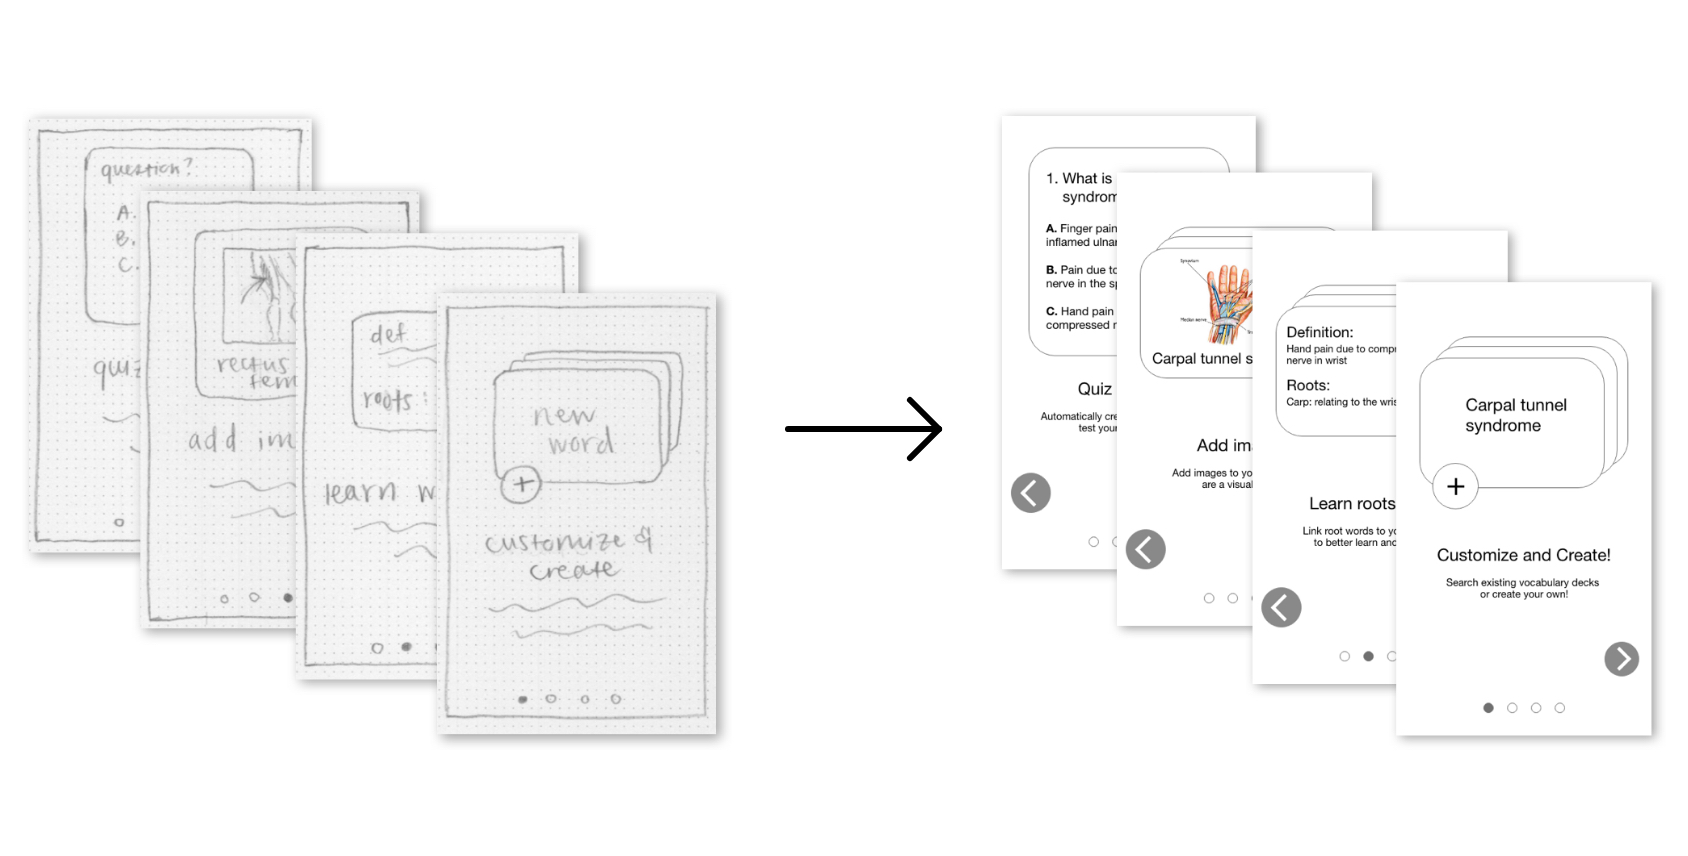 question?
A.
B.
C.
quiz
rectus
tem
add im
def
roots :
learn w
new
word
+
customize &
create
1. What is
syndrom
A. Finger pain
inflamed ulnar
B. Pain due to
nerve in the sp
C. Hand pain
compressed
Quiz
Automatically cre
test your
Median nerve
Carpal tunnel s
Add im
Add images to yo
are a visual
Definition:
Hand pain due to compr
nerve in wrist
Roots:
Carp: relating to the wris
Learn roots
Link root words to yo
to better learn and
Carpal tunnel
syndrome
+
Customize and Create!
Search existing vocabulary decks
or create your own!